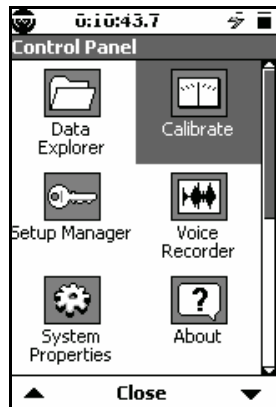 0:10:43.7
Control Panel
Data
Explorer
Calibrate
Setup Manager
Voice
Recorder
System
Properties
?
About
Close